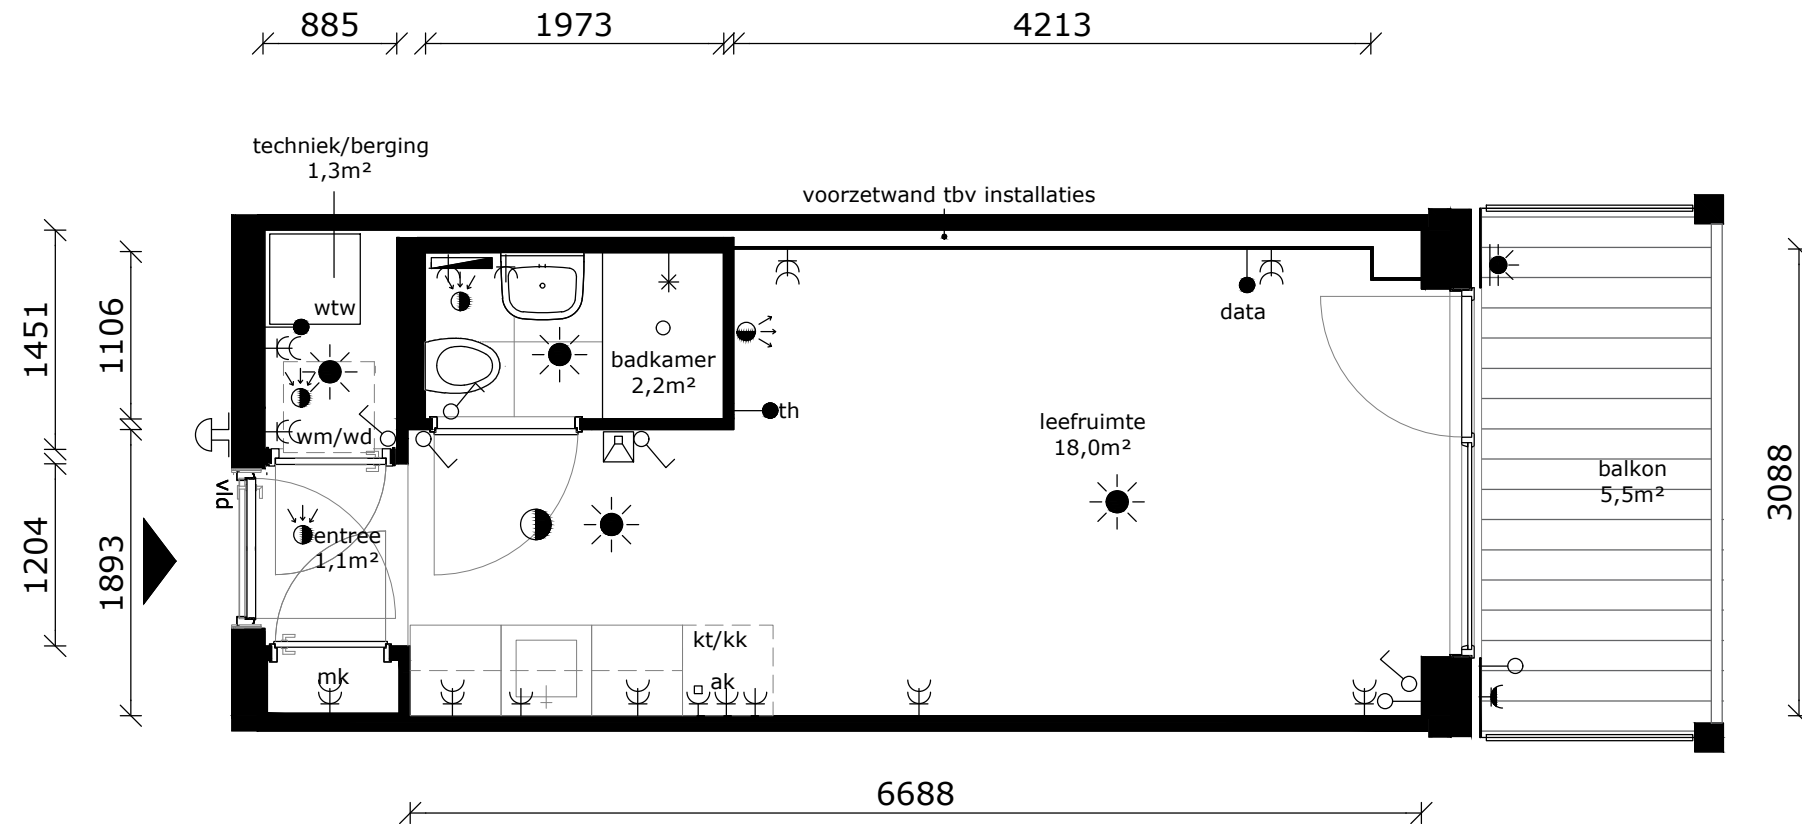 885
1973
4213
techniek/berging
1,3m²
voorzetwand tbv installaties
1451
1106
wtw
data
badkamer
2,2m²
th
leefruimte
18,0m²
wm/wd
balkon
5,5m²
3088
vld
1204
1893
entree
1,1m²
kt/kk
mk
ak
6688